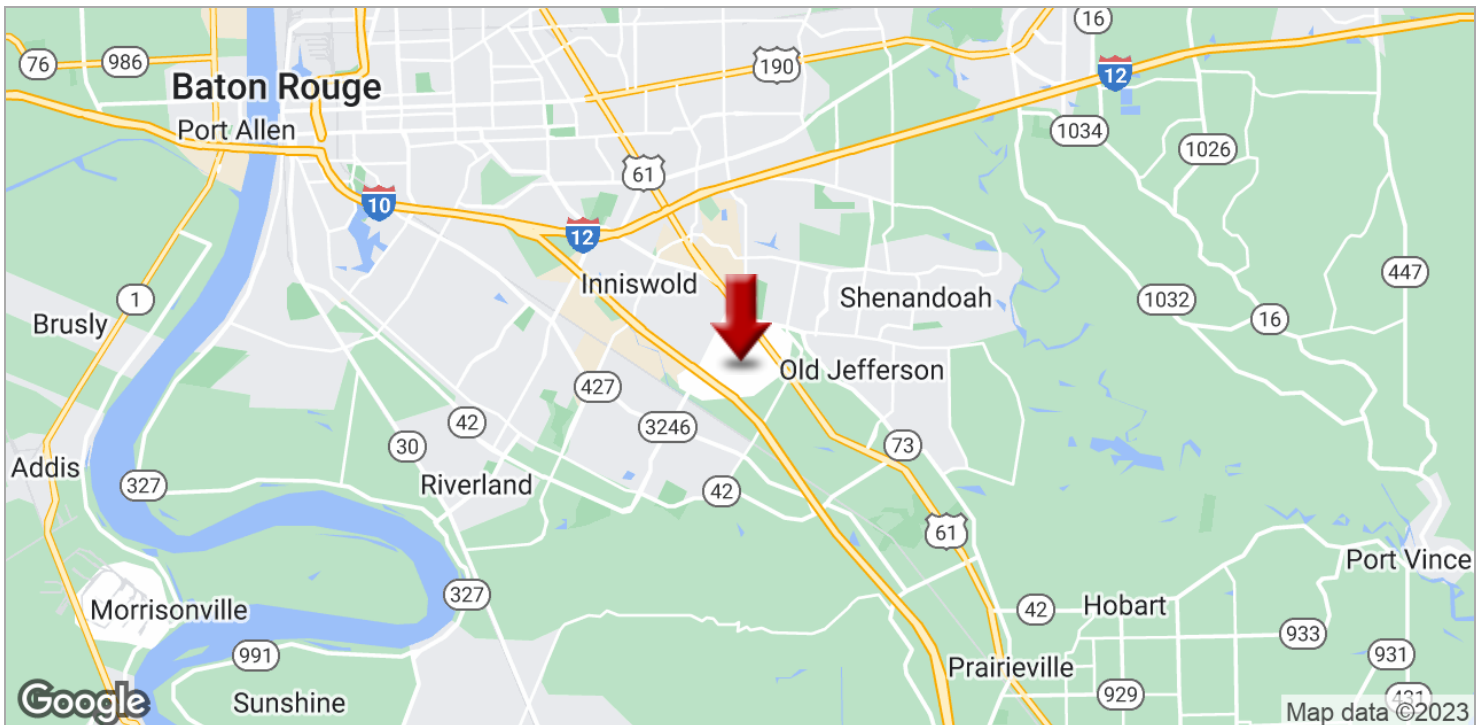 16
76
986
190
12
Baton Rouge
Port Allen
1034
1026
61
10
12
447
Inniswold
Shenandoah
1
1032
16
Brusly
Old Jefferson
427
42
3246
30
73
Addis
327
Riverland
42
61
Port Vince
327
Morrisonville
42
Hobart
933
991
931
Prairieville
929
431
Google
Sunshine
Map data ©2023